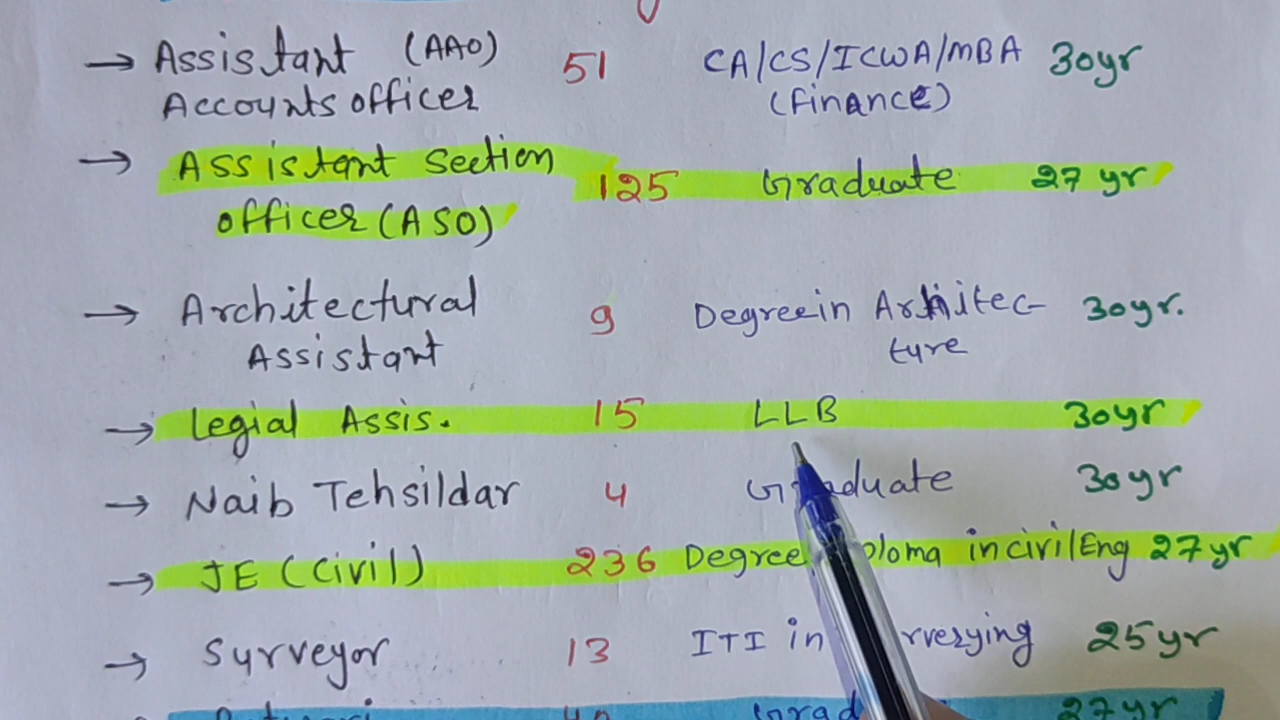 → Assistant (AAO) 51 CA/CS/ICWA/MBA 30yr
Accounts officer (Finance)
→ Assistant Section 125 Graduate 27 yr
officer (ASO)
→ Architectural 9 Degree in Architec- 30yr.
Assistant ture
→ Legial Assis. 15 LLB 30yr
→ Naib Tehsildar 4 Graduate 30yr
→ JE (Civil) 236 Degree in civil Eng 27yr
→ Surveyor 13 ITI in 25yr
27yr